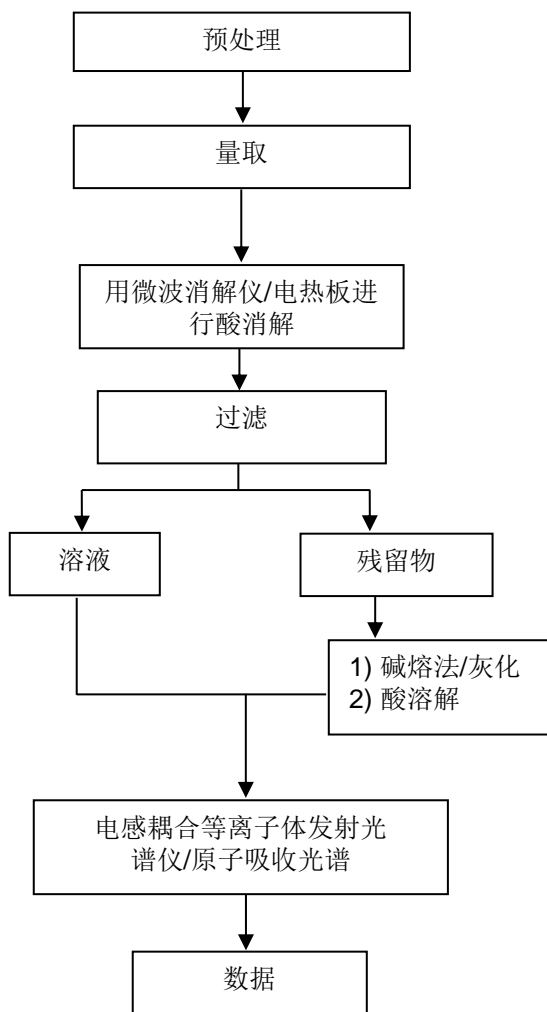 预处理
量取
用微波消解仪/电热板进
行酸消解
过滤
溶液
残留物
1) 碱熔法/灰化
2) 酸溶解
电感耦合等离子体发射光
谱仪/原子吸收光谱
数据